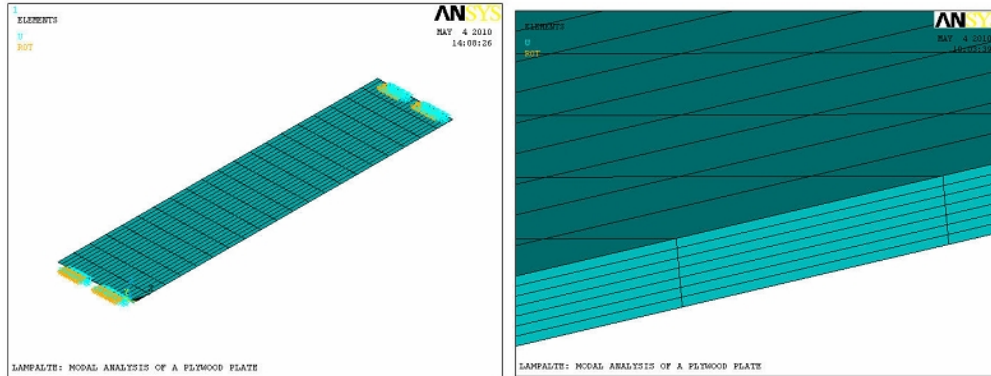 1
ELEMENTS
U
ROT
ANSYS
MAY 4 2010
14:08:26
LAMPALTE: MODAL ANALYSIS OF A PLYWOOD PLATE
ELEMENTS
U
ROT
ANSYS
MAY 4 2010
LAMPALTE: MODAL ANALYSIS OF A PLYWOOD PLATE